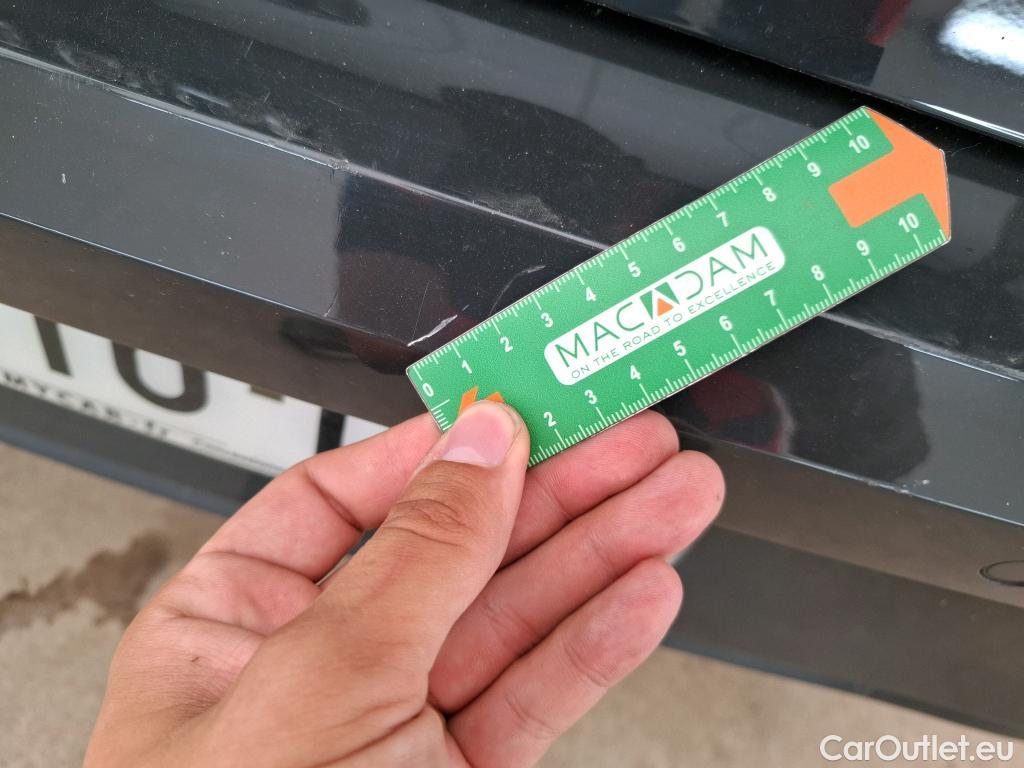 0 1 2 3 4 5 6 7 8 9 10
MACADAM
ON THE ROAD TO EXCELLENCE
2 3 4 5 6 7 8 9 10
CarOutlet.eu